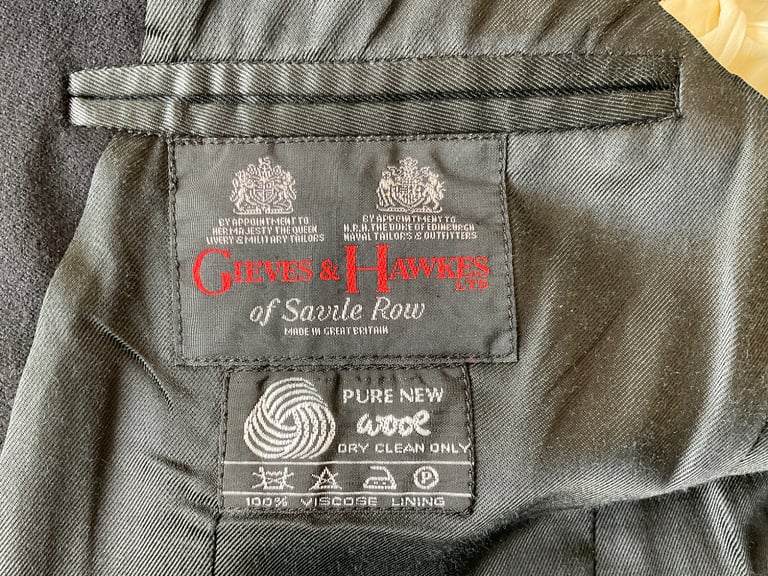 BY APPOINTMENT TO
HER MAJESTY THE QUEEN
LIVERY & MILITARY TAILORS
BY APPOINTMENT TO
H.R.H. THE DUKE OF EDINBURGH
NAVAL TAILORS & OUTFITTERS
GIEVES & HAWKES
LTD
of Savile Row
MADE IN GREAT BRITAIN
PURE NEW
wool
DRY CLEAN ONLY
P
100% VISCOSE LINING